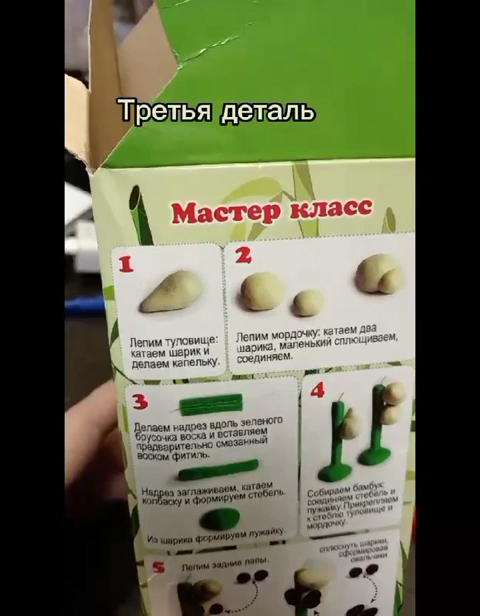 Третья деталь
Мастер класс
1
Лепим туловище:
катаем шарик и
делаем капельку.
2
Лепим мордочку: катаем два
шарика, маленький сплющиваем,
соединяем.
3
Делаем надрез вдоль зеленого
брусочка воска и вставляем
предварительно смазанный
воском фитиль.
Надрез заглаживаем, катаем
колбаску и формируем стебель.
Из шарика формируем лужайку.
4
Собираем бамбук:
соединяем стебель и
лужайку. Прикрепляем
к стеблю туловище и
мордочку.
5
Лепим задние лапы.
сплюснуть шарики,
сформировав
овальчики